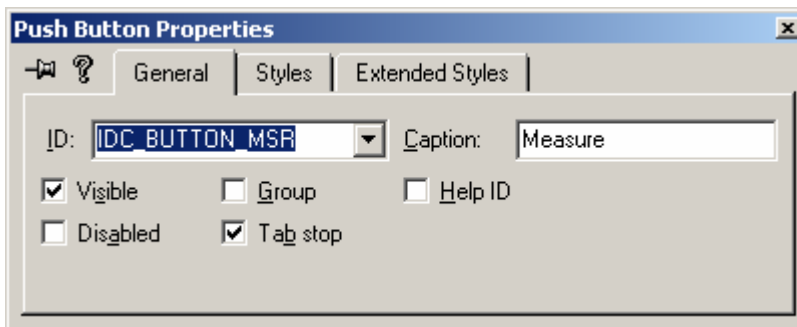 Push Button Properties
General Styles Extended Styles
ID: IDC_BUTTON_MSR Caption: Measure
Visible Group Help ID
Disabled Tab stop